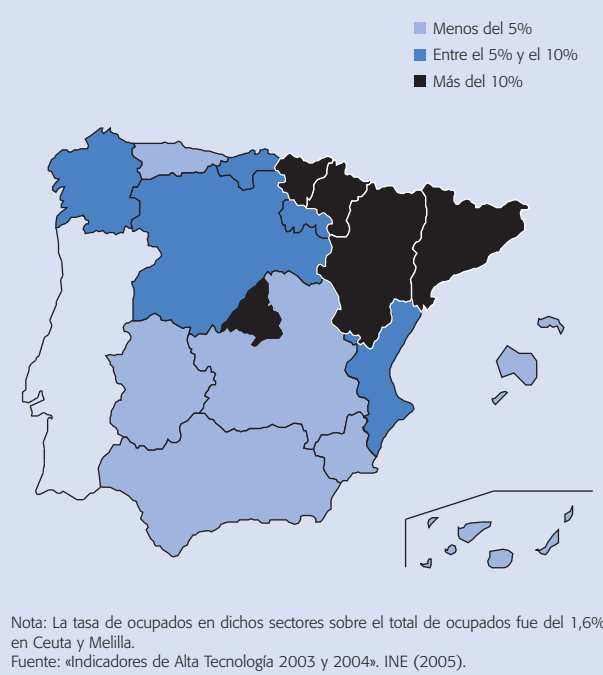 Menos del 5%
Entre el 5% y el 10%
Más del 10%
Nota: La tasa de ocupados en dichos sectores sobre el total de ocupados fue del 1,6%
en Ceuta y Melilla.
Fuente: «Indicadores de Alta Tecnología 2003 y 2004». INE (2005).